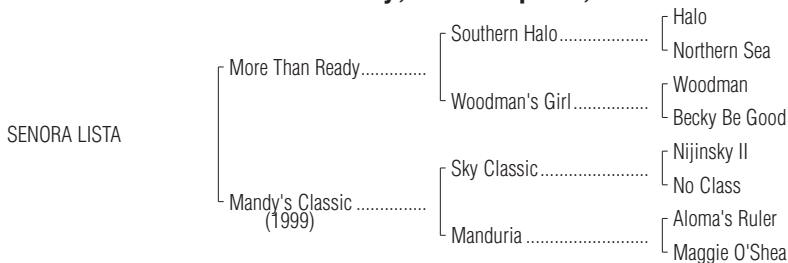 Halo
Southern Halo..................
Northern Sea
More Than Ready..............
Woodman
Woodman's Girl...............
Becky Be Good
SENORA LISTA
Nijinsky II
Sky Classic......................
No Class
Mandy's Classic ...............
(1999)
Aloma's Ruler
Manduria .........................
Maggie O'Shea